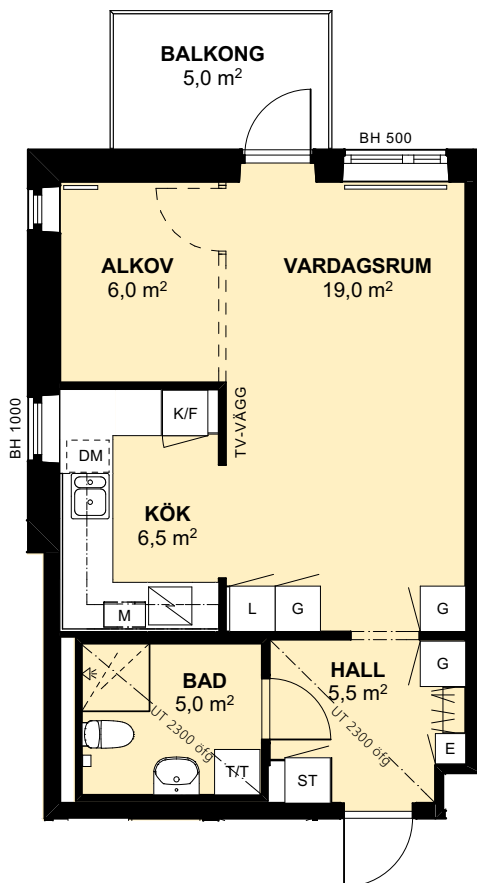 BALKONG
5,0 m²
BH 500
ALKOV
6,0 m²
VARDAGSRUM
19,0 m²
BH 1000
K/F
TV-VÄGG
DM
KÖK
6,5 m²
M
L
G
G
BAD
5,0 m²
UT 2300 öfg
T/T
HALL
5,5 m²
UT 2300 öfg
G
E
ST